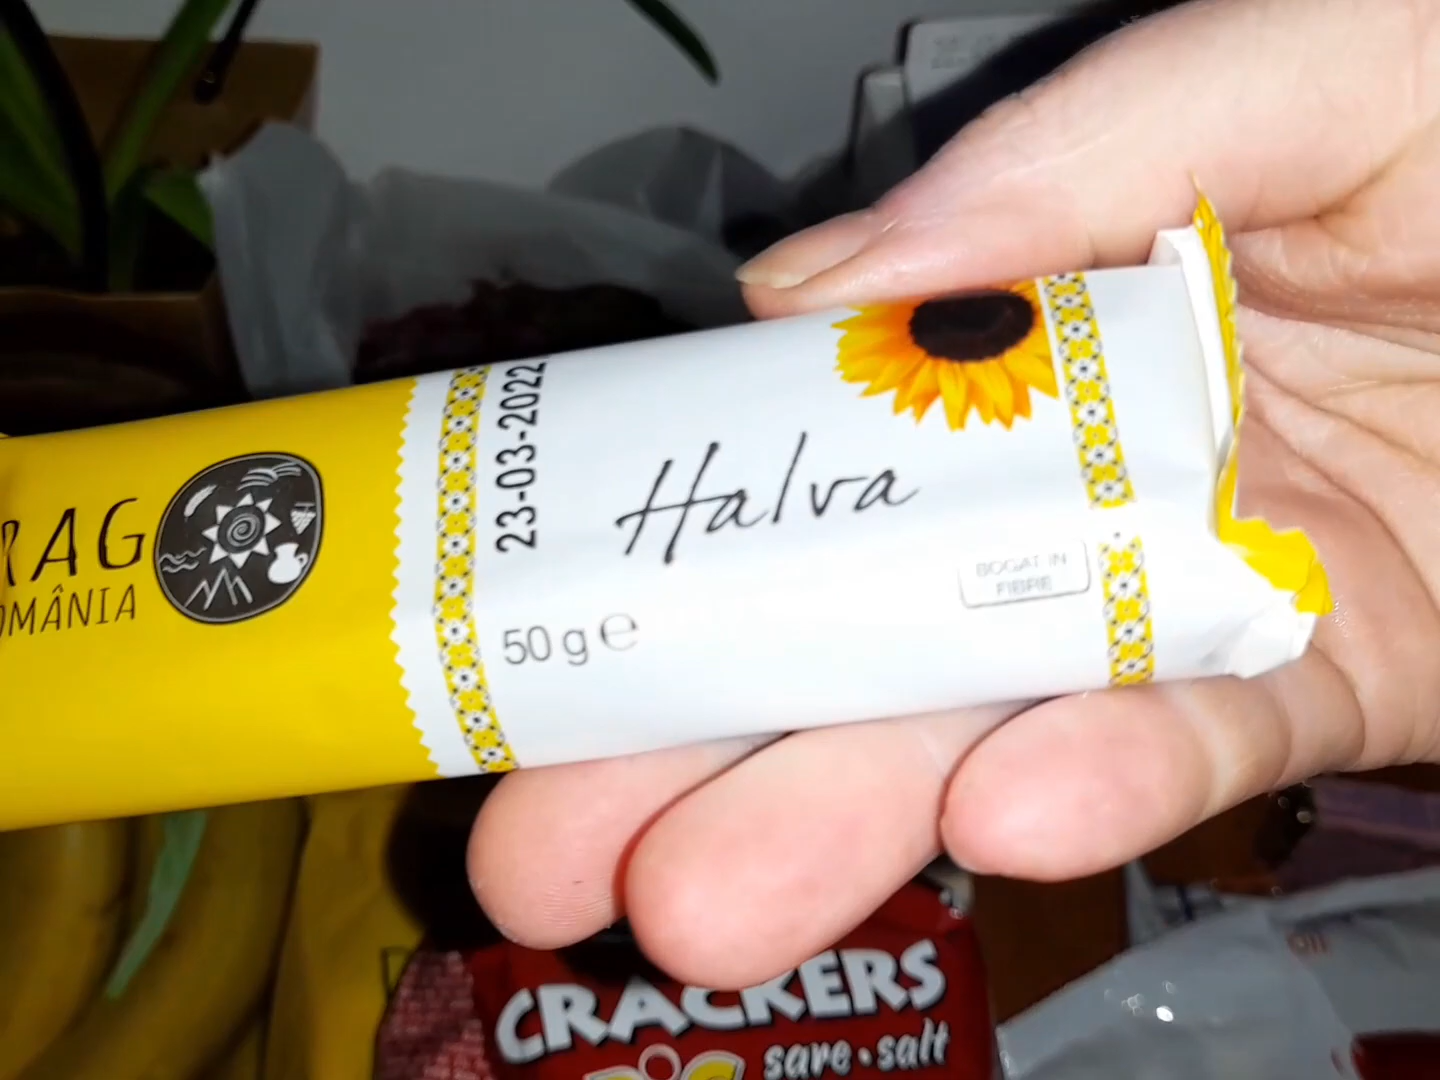 RAG
OMÂNIA
23-03-2022
Halva
50 g e
BOGAT IN
FIBRE
CRACKERS
sare • salt